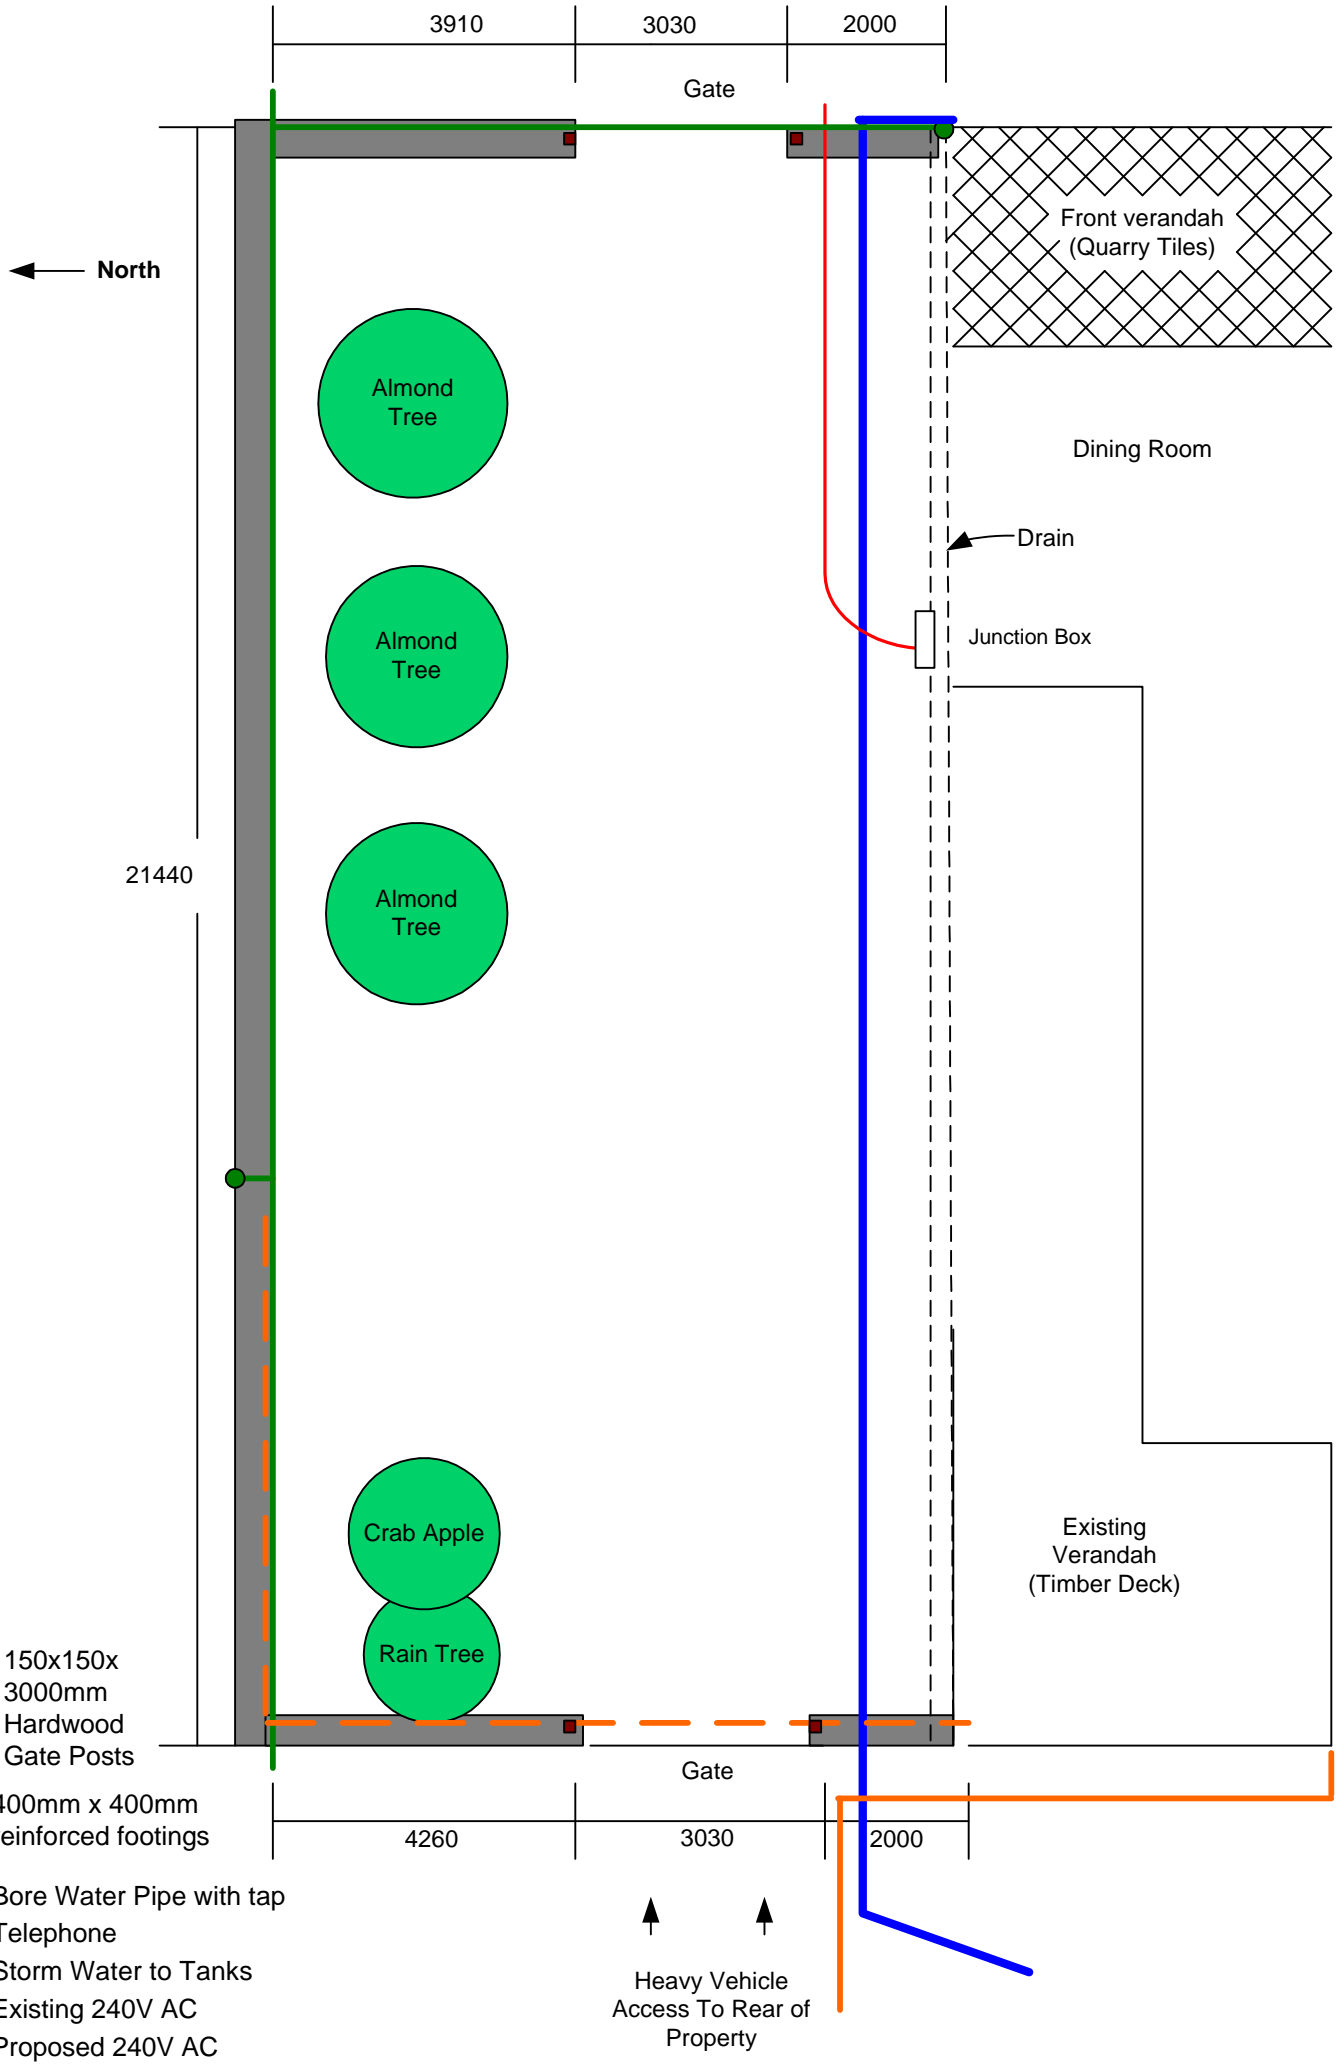 3910
3030
2000
Gate
Front verandah
(Quarry Tiles)
North
Almond
Tree
Dining Room
Drain
Almond
Tree
Junction Box
21440
Almond
Tree
Crab Apple
Existing
Verandah
(Timber Deck)
Rain Tree
150x150x
3000mm
Hardwood
Gate Posts
Gate
400mm x 400mm
reinforced footings
4260
3030
2000
Bore Water Pipe with tap
Telephone
Storm Water to Tanks
Existing 240V AC
Proposed 240V AC
Heavy Vehicle
Access To Rear of
Property